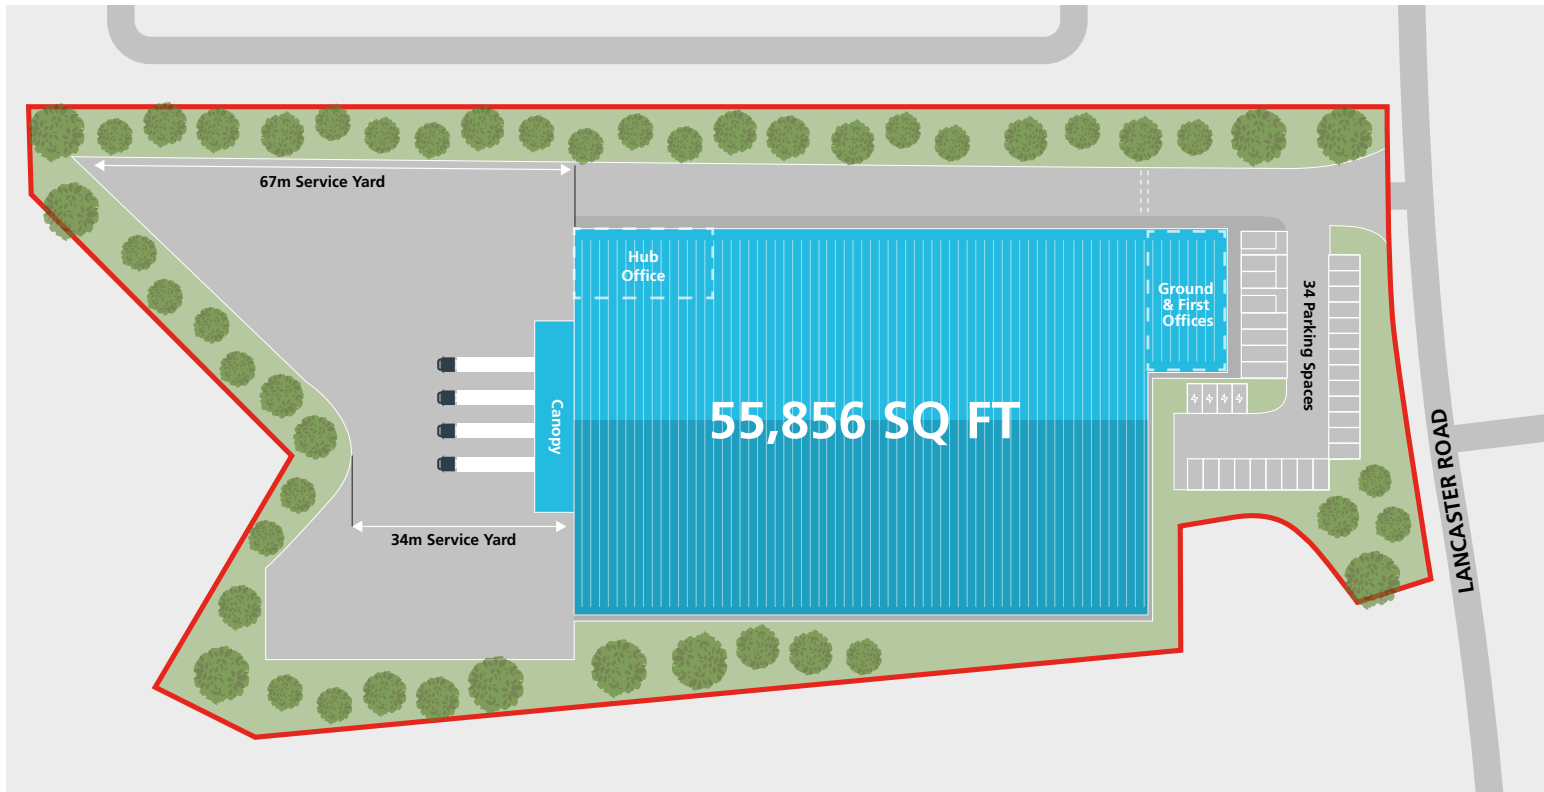 67m Service Yard
Hub
Office
Ground
& First
Offices
34 Parking Spaces
Canopy
55,856 SQ FT
34m Service Yard
LANCASTER ROAD